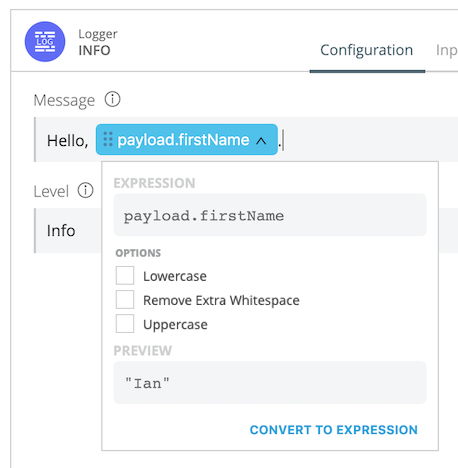 LOG
Logger
INFO
Configuration
Inp
Message
Hello, payload.firstName .
EXPRESSION
payload.firstName
Level
Info
OPTIONS
Lowercase
Remove Extra Whitespace
Uppercase
PREVIEW
"Ian"
CONVERT TO EXPRESSION